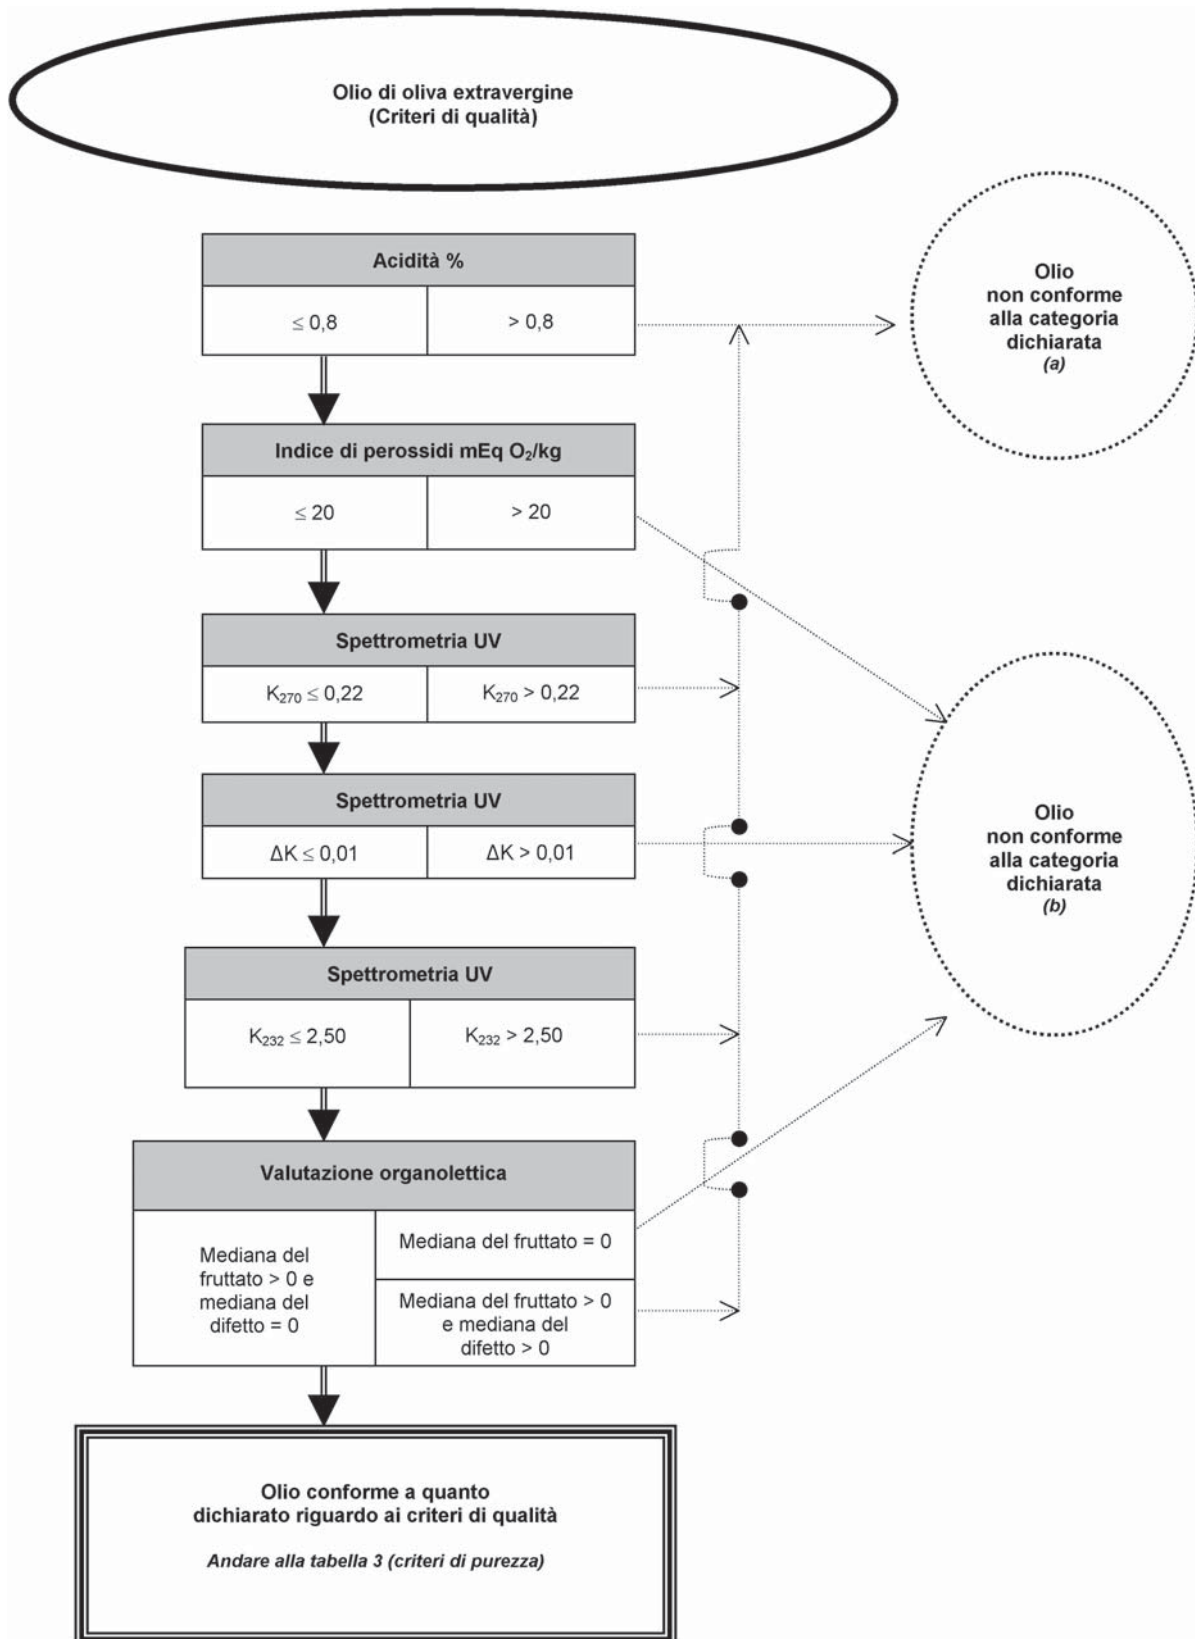 Olio di oliva extravergine
(Criteri di qualità)
Acidità %
≤ 0,8
> 0,8
Olio
non conforme
alla categoria
dichiarata
(a)
Indice di perossidi mEq O₂/kg
≤ 20
> 20
Spettrometria UV
K₂₇₀ ≤ 0,22
K₂₇₀ > 0,22
Spettrometria UV
ΔK ≤ 0,01
ΔK > 0,01
Olio
non conforme
alla categoria
dichiarata
(b)
Spettrometria UV
K₂₃₂ ≤ 2,50
K₂₃₂ > 2,50
Valutazione organolettica
Mediana del
fruttato > 0 e
mediana del
difetto = 0
Mediana del fruttato = 0
Mediana del fruttato > 0
e mediana del
difetto > 0
Olio conforme a quanto
dichiarato riguardo ai criteri di qualità
Andare alla tabella 3 (criteri di purezza)